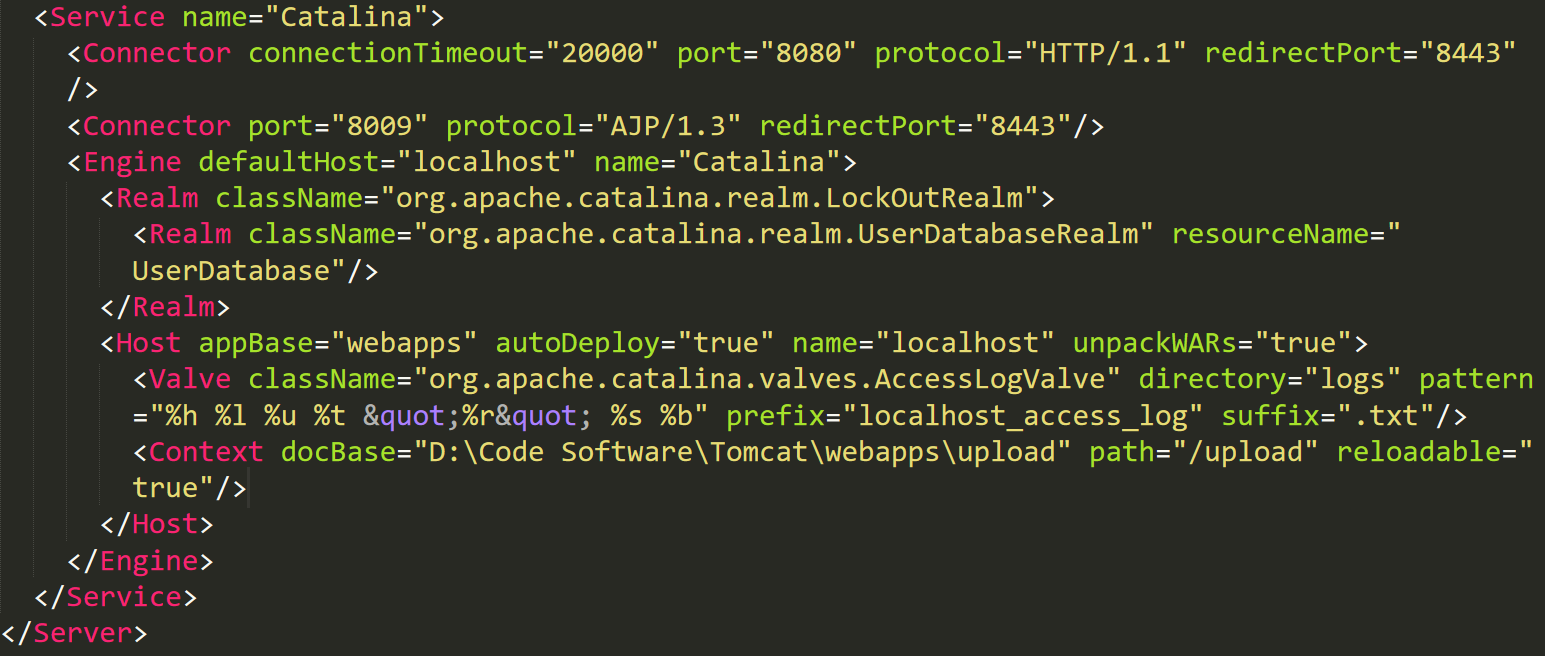 <Service name="Catalina">
<Connector connectionTimeout="20000" port="8080" protocol="HTTP/1.1" redirectPort="8443"
/>
<Connector port="8009" protocol="AJP/1.3" redirectPort="8443"/>
<Engine defaultHost="localhost" name="Catalina">
<Realm className="org.apache.catalina.realm.LockOutRealm">
<Realm className="org.apache.catalina.realm.UserDatabaseRealm" resourceName="
UserDatabase"/>
</Realm>
<Host appBase="webapps" autoDeploy="true" name="localhost" unpackWARs="true">
<Valve className="org.apache.catalina.valves.AccessLogValve" directory="logs" pattern
="%h %l %u %t &quot;%r&quot; %s %b" prefix="localhost_access_log" suffix=".txt"/>
<Context docBase="D:\Code Software\Tomcat\webapps\upload" path="/upload" reloadable="
true"/>
</Host>
</Engine>
</Service>
</Server>